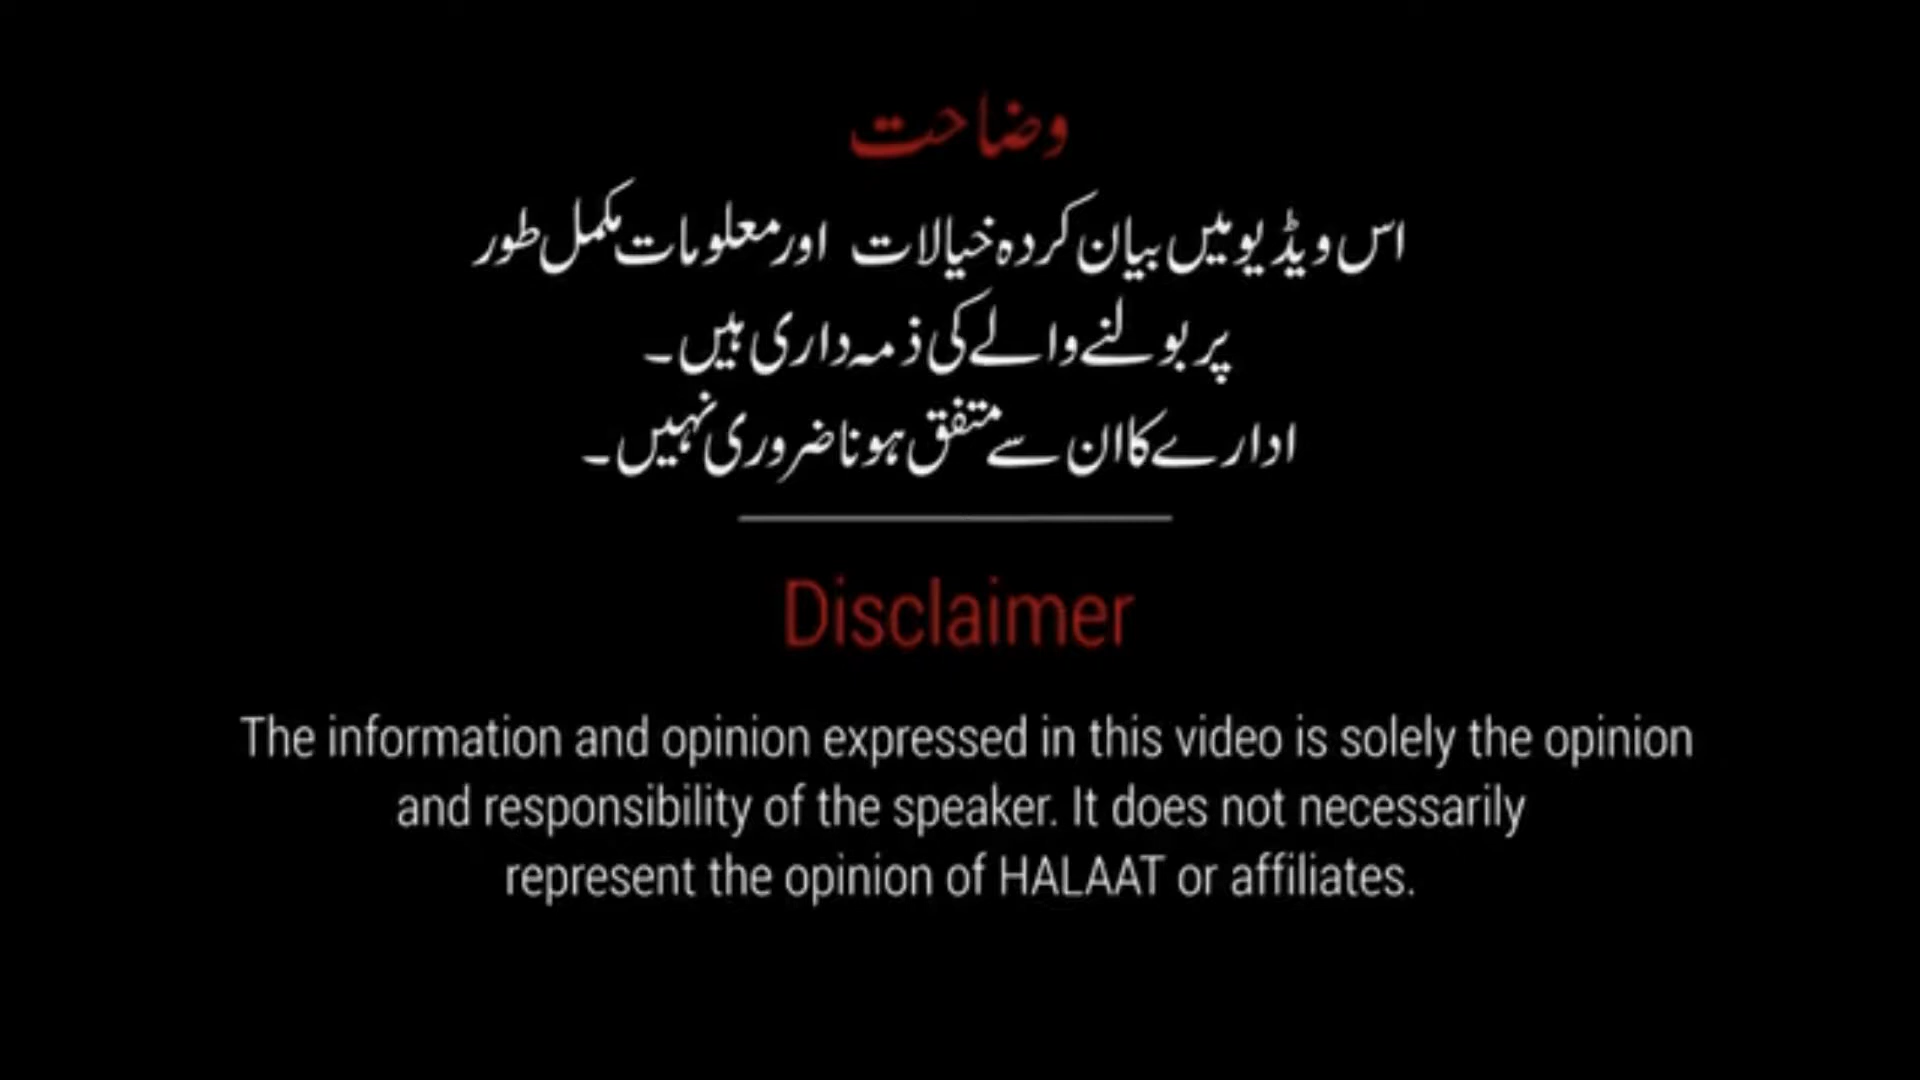 وضاحت
اس ویڈیو میں بیان کردہ خیالات اور معلومات مکمل طور
پر بولنے والے کی ذمہ داری ہیں۔
ادارے کا ان سے متفق ہونا ضروری نہیں۔
Disclaimer
The information and opinion expressed in this video is solely the opinion
and responsibility of the speaker. It does not necessarily
represent the opinion of HALAAT or affiliates.